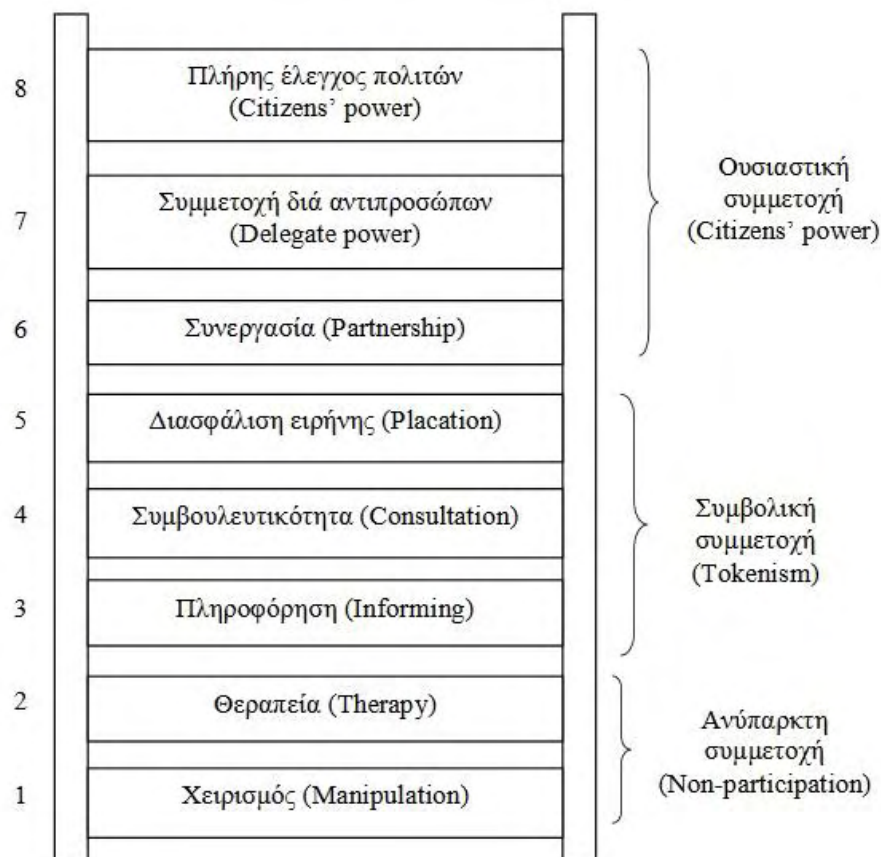 8
Πλήρης έλεγχος πολιτών
(Citizens’ power)
7
Συμμετοχή διά αντιπροσώπων
(Delegate power)
6
Συνεργασία (Partnership)
Ουσιαστική
συμμετοχή
(Citizens’ power)
5
Διασφάλιση ειρήνης (Placation)
4
Συμβουλευτικότητα (Consultation)
3
Πληροφόρηση (Informing)
Συμβολική
συμμετοχή
(Tokenism)
2
Θεραπεία (Therapy)
1
Χειρισμός (Manipulation)
Ανύπαρκτη
συμμετοχή
(Non-participation)